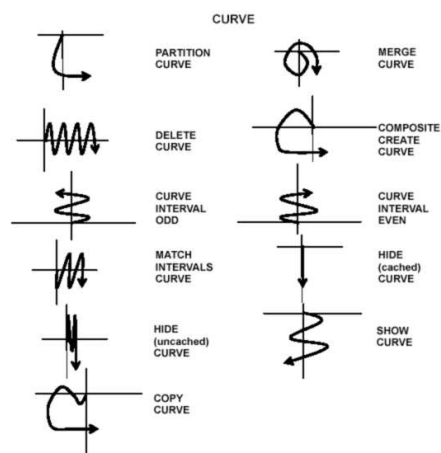 CURVE
PARTITION
CURVE
MERGE
CURVE
DELETE
CURVE
COMPOSITE
CREATE
CURVE
CURVE
INTERVAL
ODD
CURVE
INTERVAL
EVEN
MATCH
INTERVALS
CURVE
HIDE
(cached)
CURVE
HIDE
(uncached)
CURVE
SHOW
CURVE
COPY
CURVE